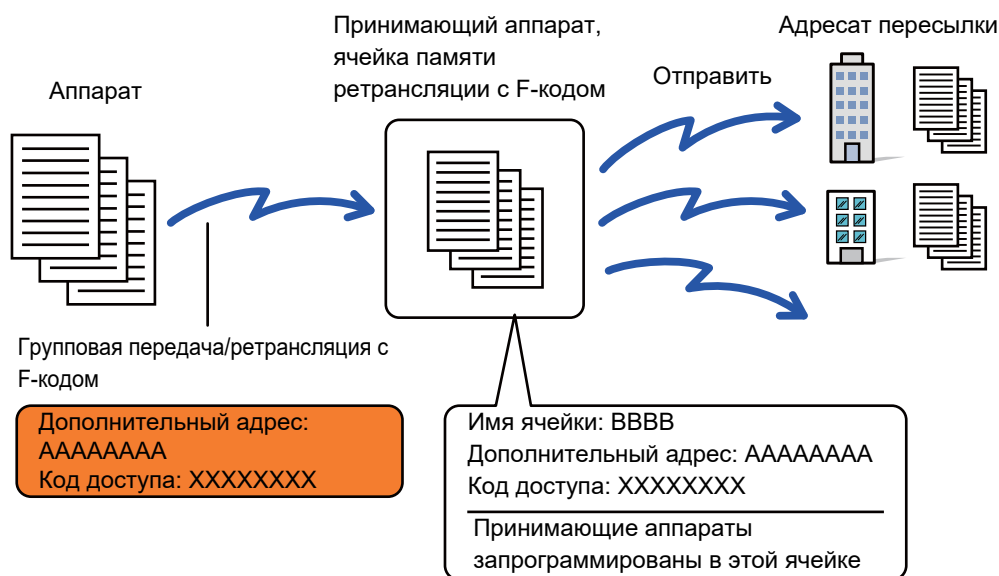 Аппарат
Принимающий аппарат,
ячейка памяти
ретрансляции с F-кодом
Отправить
Адресат пересылки
Групповая передача/ретрансляция с
F-кодом
Дополнительный адрес:
AAAAAAAA
Код доступа: XXXXXXXX
Имя ячейки: BBBB
Дополнительный адрес: AAAAAAAA
Код доступа: XXXXXXXX
Принимающие аппараты
запрограммированы в этой ячейке